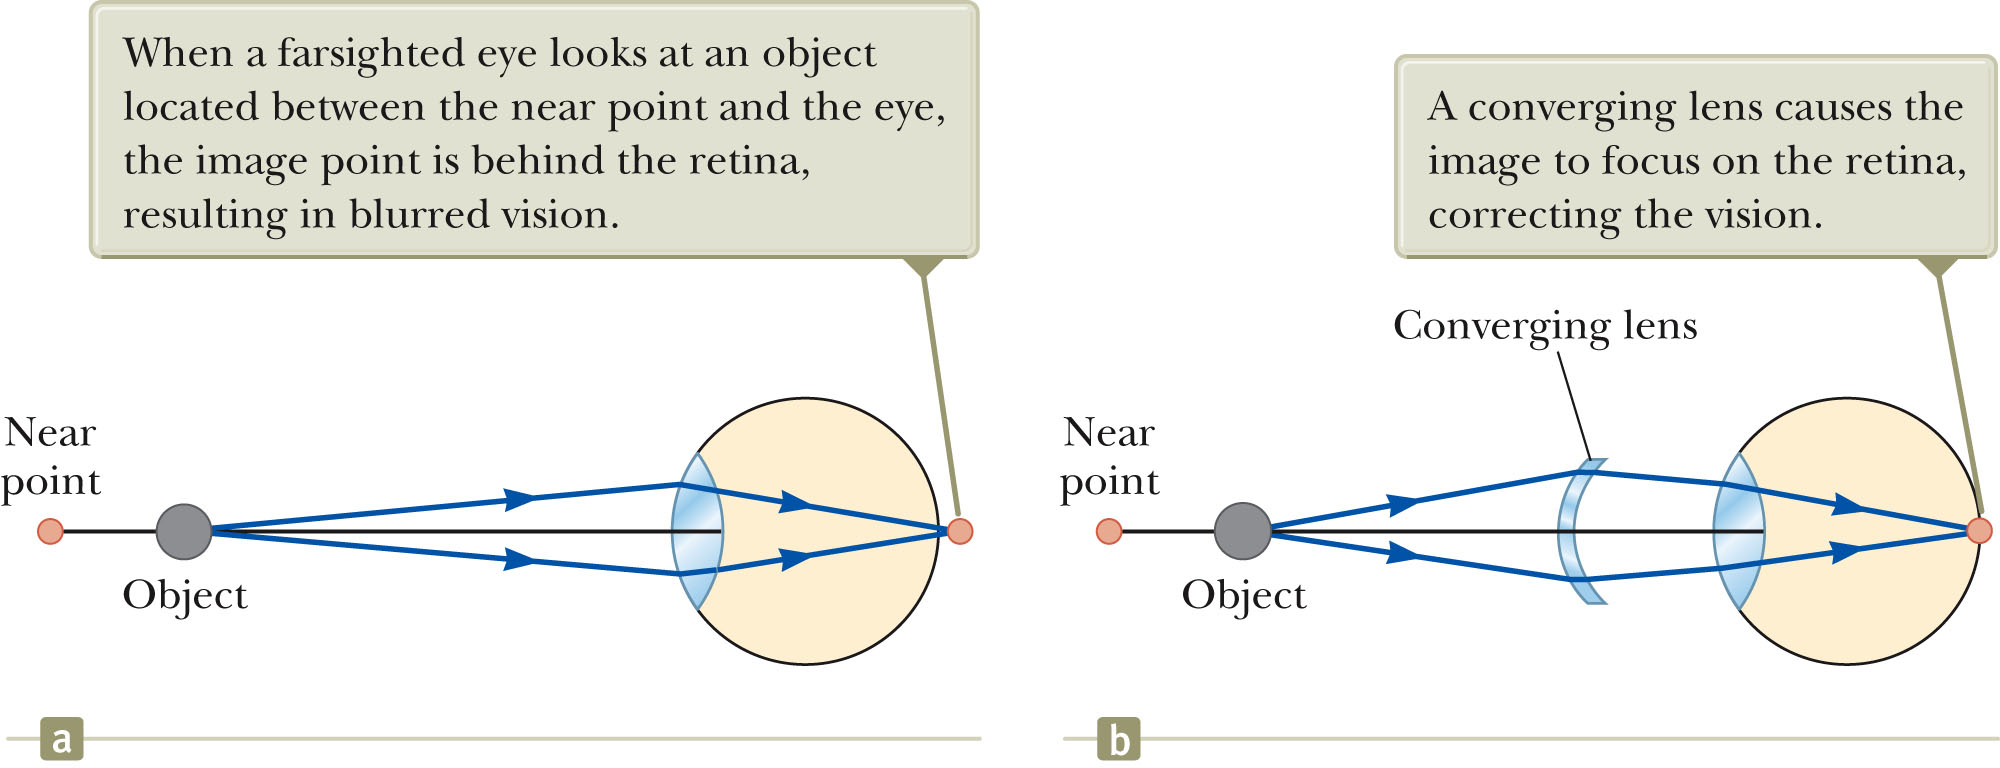 When a farsighted eye looks at an object
located between the near point and the eye,
the image point is behind the retina,
resulting in blurred vision.
Near
point
Object
a
A converging lens causes the
image to focus on the retina,
correcting the vision.
Converging lens
Near
point
Object
b